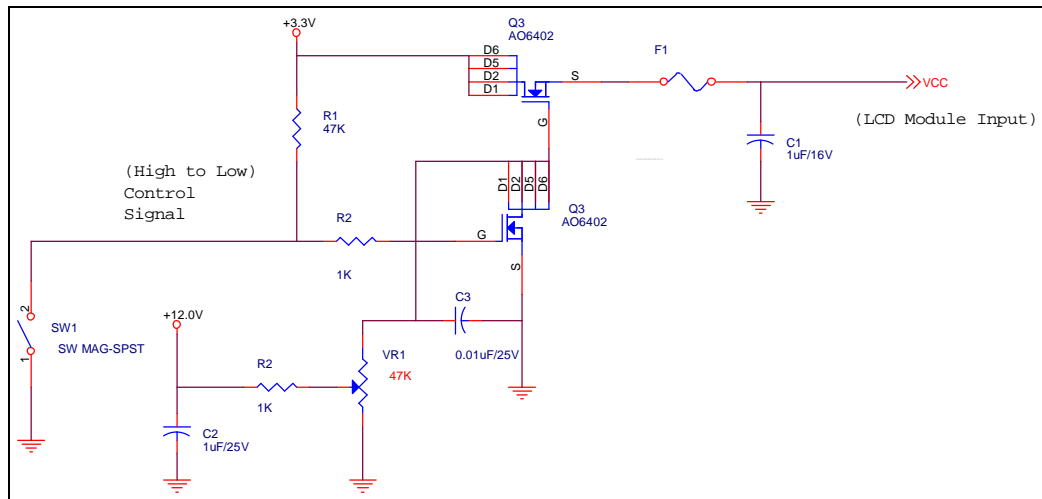 Q3
AO6402
+3.3V
D6
D5
D2
D1
S
F1
VCC
(LCD Module Input)
R1
47K
G
C1
1uF/16V
(High to Low)
Control
Signal
D1
D2
D5
D6
Q3
AO6402
R2
G
1K
S
2
SW1
1
SW MAG-SPST
+12.0V
C3
0.01uF/25V
VR1
47K
R2
1K
C2
1uF/25V